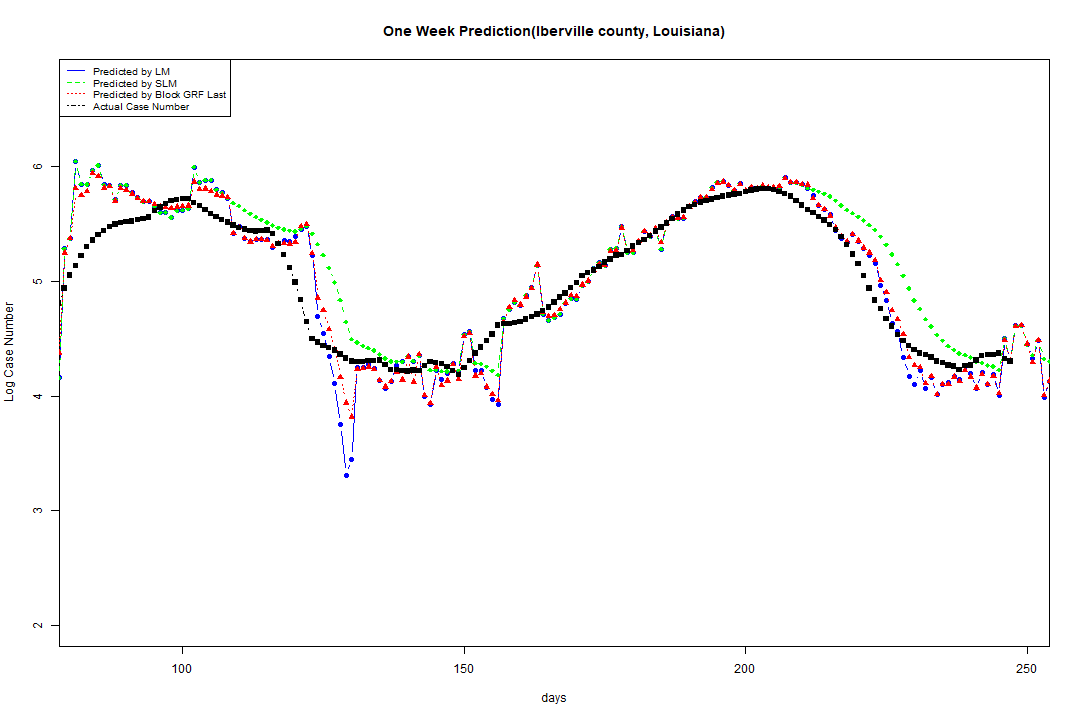 One Week Prediction(Iberville county, Louisiana)
Predicted by LM
Predicted by SLM
Predicted by Block GRF Last
Actual Case Number
6
5
4
3
2
Log Case Number
100 150 200 250
days